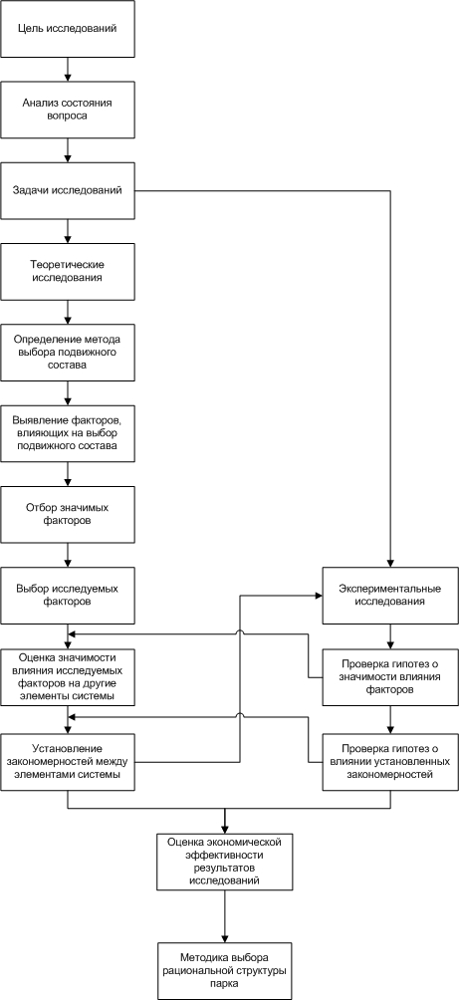 Цель исследований
Анализ состояния
вопроса
Задачи исследований
Теоретические
исследования
Определение метода
выбора подвижного
состава
Выявление факторов,
влияющих на выбор
подвижного состава
Отбор значимых
факторов
Выбор исследуемых
факторов
Экспериментальные
исследования
Оценка значимости
влияния исследуемых
факторов на другие
элементы системы
Проверка гипотез о
значимости влияния
факторов
Установление
закономерностей между
элементами системы
Проверка гипотез о
влиянии установленных
закономерностей
Оценка экономической
эффективности
результатов
исследований
Методика выбора
рациональной структуры
парка